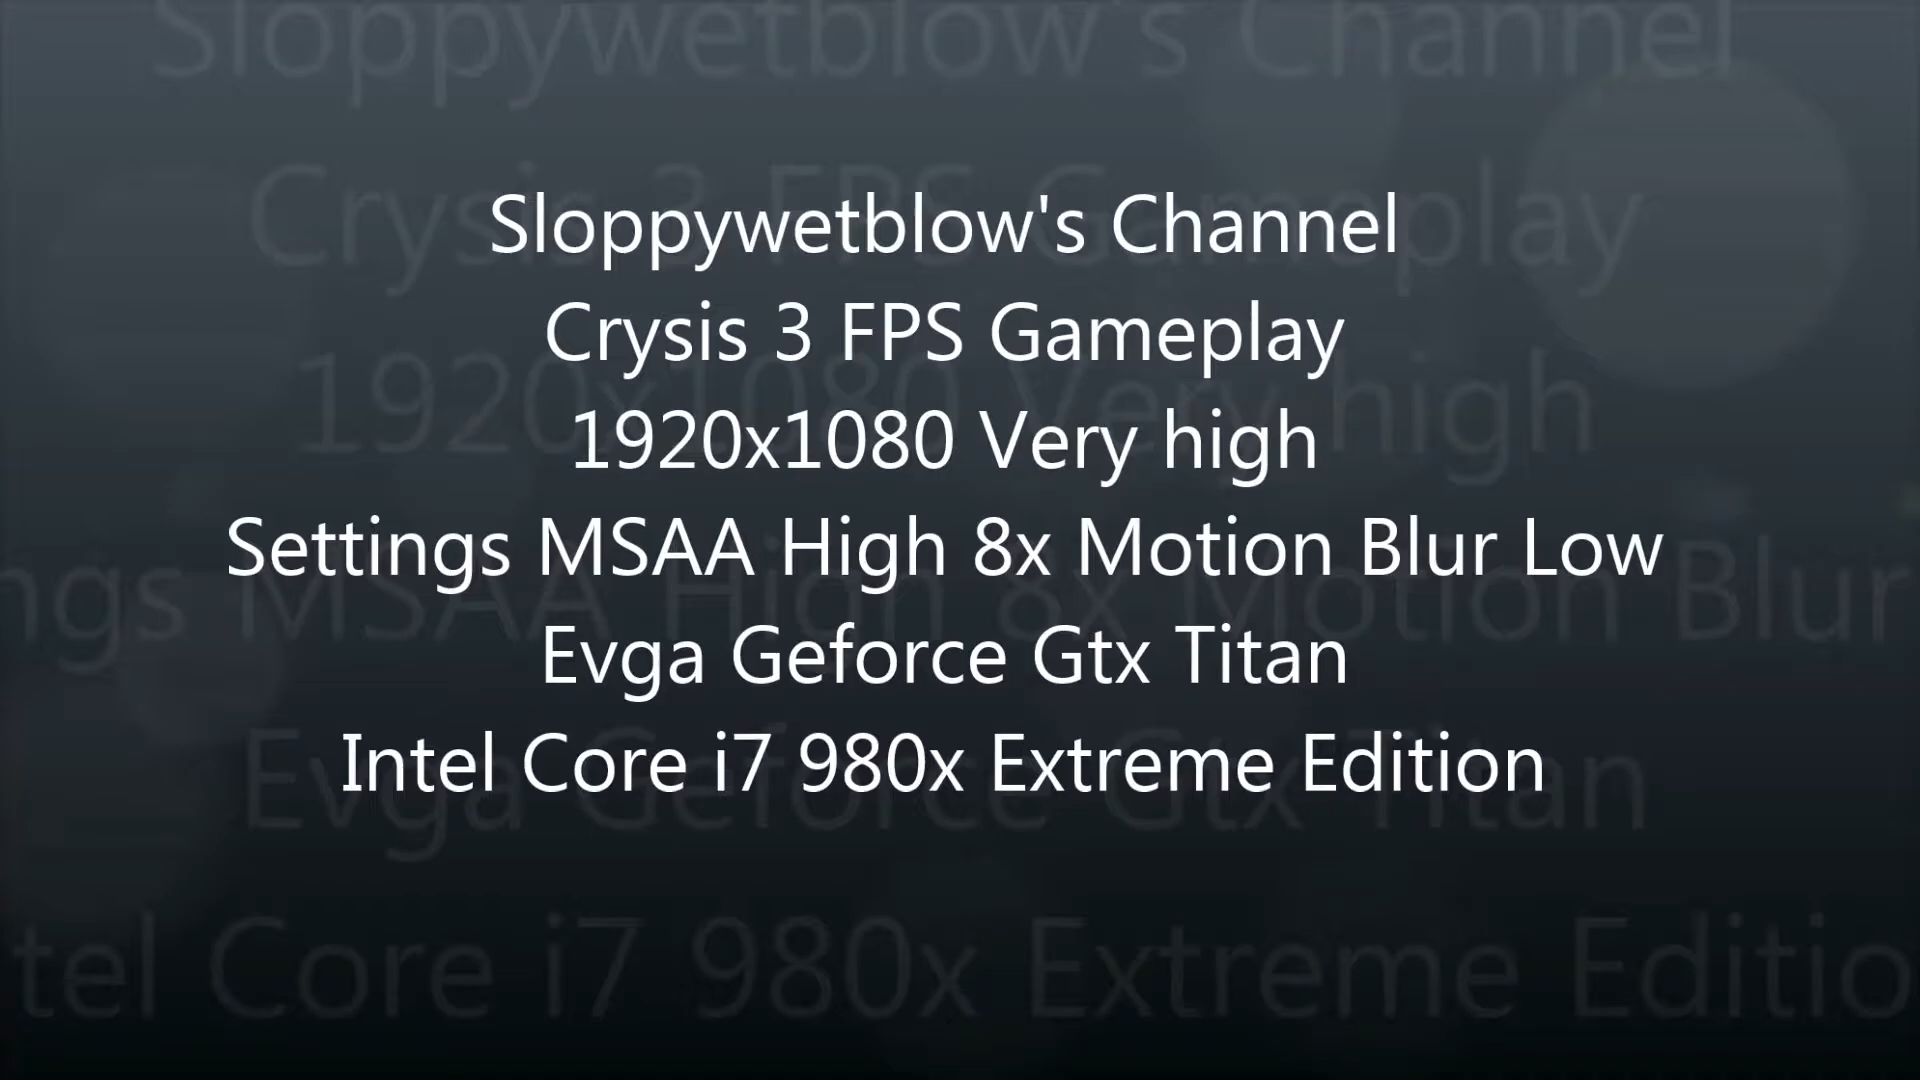 Sloppywetblow's Channel
Crysis 3 FPS Gameplay
1920x1080 Very high
Settings MSAA High 8x Motion Blur Low
Evga Geforce Gtx Titan
Intel Core i7 980x Extreme Edition